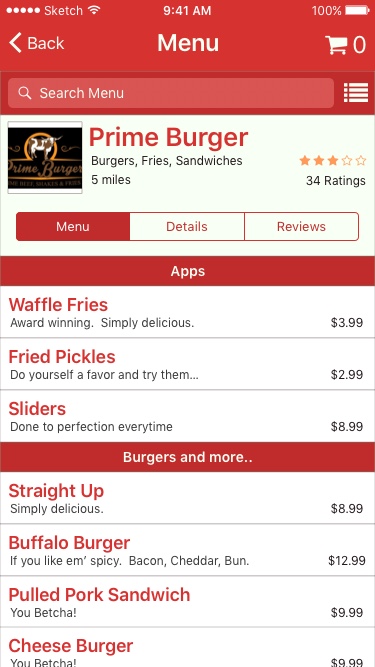 Sketch 9:41 AM 100%
Back Menu 0
Search Menu
Prime Burger
Prime Burger
Burgers, Fries, Sandwiches
5 miles 34 Ratings
Menu Details Reviews
Apps
Waffle Fries
Award winning.  Simply delicious. $3.99
Fried Pickles
Do yourself a favor and try them... $2.99
Sliders
Done to perfection everytime $8.99
Burgers and more..
Straight Up
Simply delicious. $8.99
Buffalo Burger
If you like em’ spicy.  Bacon, Cheddar, Bun. $12.99
Pulled Pork Sandwich
You Betcha! $9.99
Cheese Burger
You Betcha! $9.99